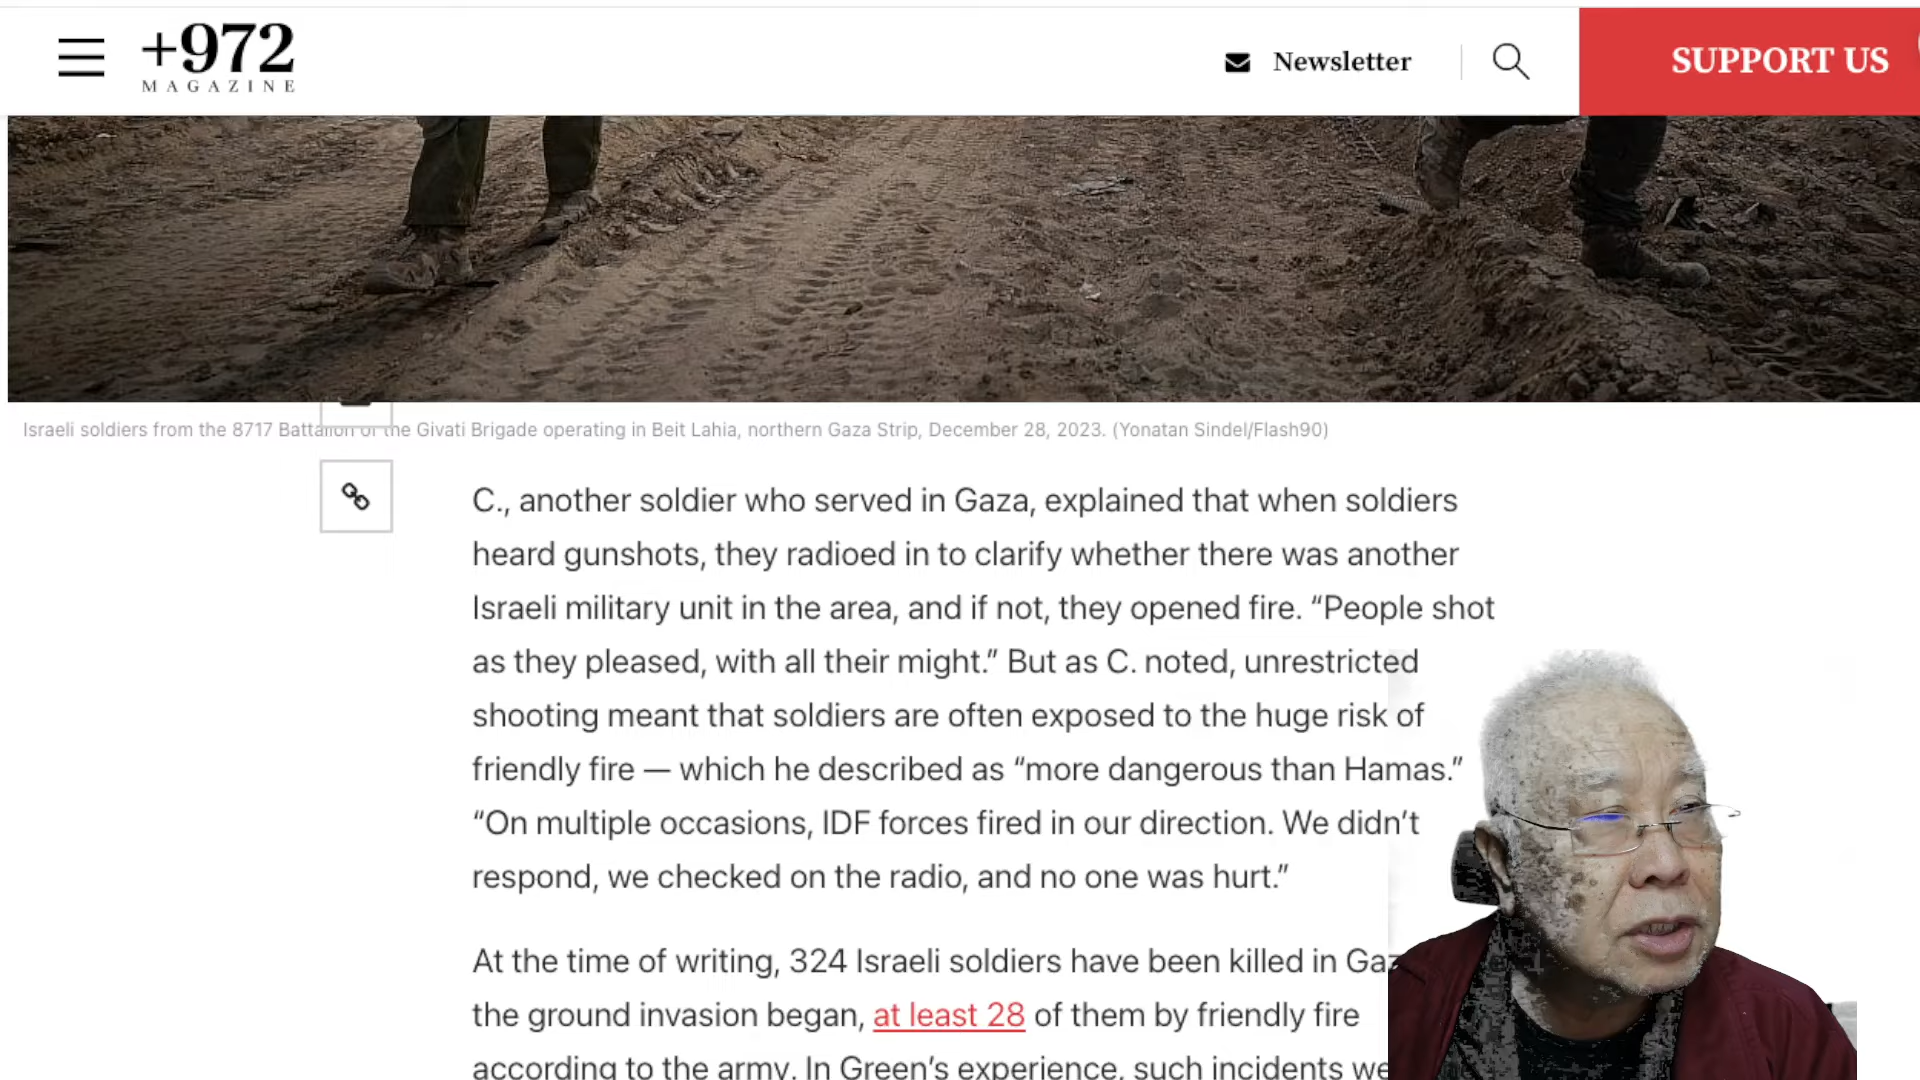 +972
MAGAZINE
Newsletter
SUPPORT US
Israeli soldiers from the 8717 Battalion of the Givati Brigade operating in Beit Lahia, northern Gaza Strip, December 28, 2023. (Yonatan Sindel/Flash90)
C., another soldier who served in Gaza, explained that when soldiers
heard gunshots, they radioed in to clarify whether there was another
Israeli military unit in the area, and if not, they opened fire. “People shot
as they pleased, with all their might.” But as C. noted, unrestricted
shooting meant that soldiers are often exposed to the huge risk of
friendly fire — which he described as “more dangerous than Hamas.”
“On multiple occasions, IDF forces fired in our direction. We didn’t
respond, we checked on the radio, and no one was hurt.”
At the time of writing, 324 Israeli soldiers have been killed in
the ground invasion began, at least 28 of them by friendly fire
according to the army. In Green’s experience, such incidents